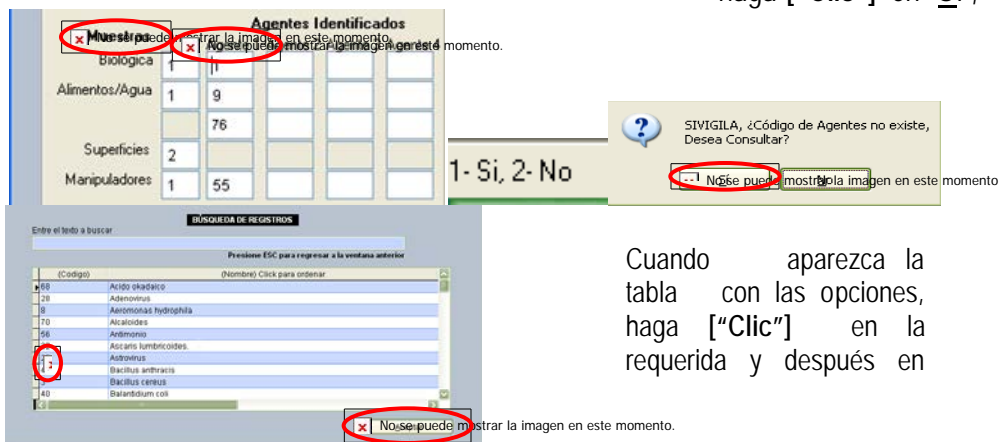 haga ["Clic"] en SI,
Agentes Identificados
Muestras
No se puede mostrar la imagen en este momento.
No se puede mostrar la imagen en este momento.
Biológica 1
Alimentos/Agua 1 9
76
Superficies 2
Manipuladores 1 55
1- Si, 2- No
SIVIGILA, ¿Código de Agentes no existe,
Desea Consultar?
No se puede mostrar la imagen en este momento
BÚSQUEDA DE REGISTROS
Entre el texto a buscar
Presione ESC para regresar a la ventana anterior
(Codigo) (Nombre) Click para ordenar
68 Acido okadaico
28 Adenovirus
8 Aeromonas hydrophila
70 Alcaloides
56 Antimonio
Ascaris lumbricoides.
Astrovirus
Bacillus anthracis
Bacillus cereus
40 Balantidium coli
No se puede mostrar la imagen en este momento.
Cuando aparezca la
tabla con las opciones,
haga ["Clic"] en la
requerida y después en